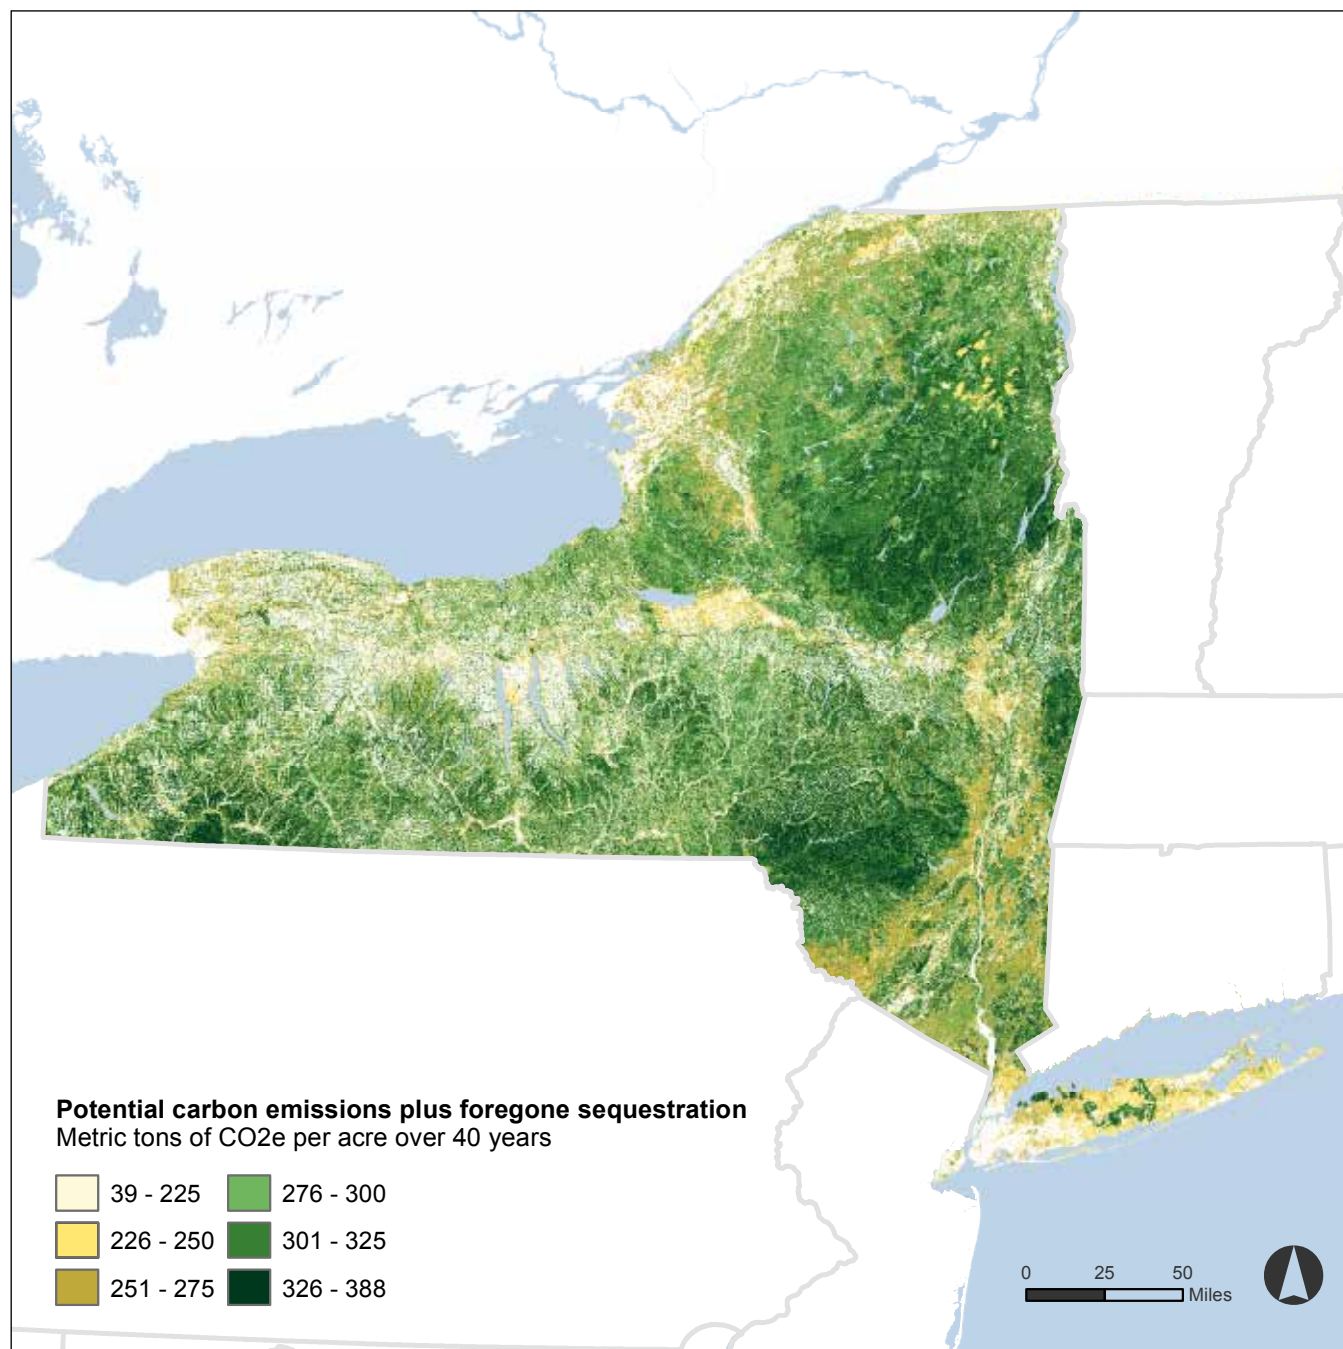 Potential carbon emissions plus foregone sequestration
Metric tons of CO2e per acre over 40 years
39 - 225
276 - 300
226 - 250
301 - 325
251 - 275
326 - 388
0 25 50
Miles